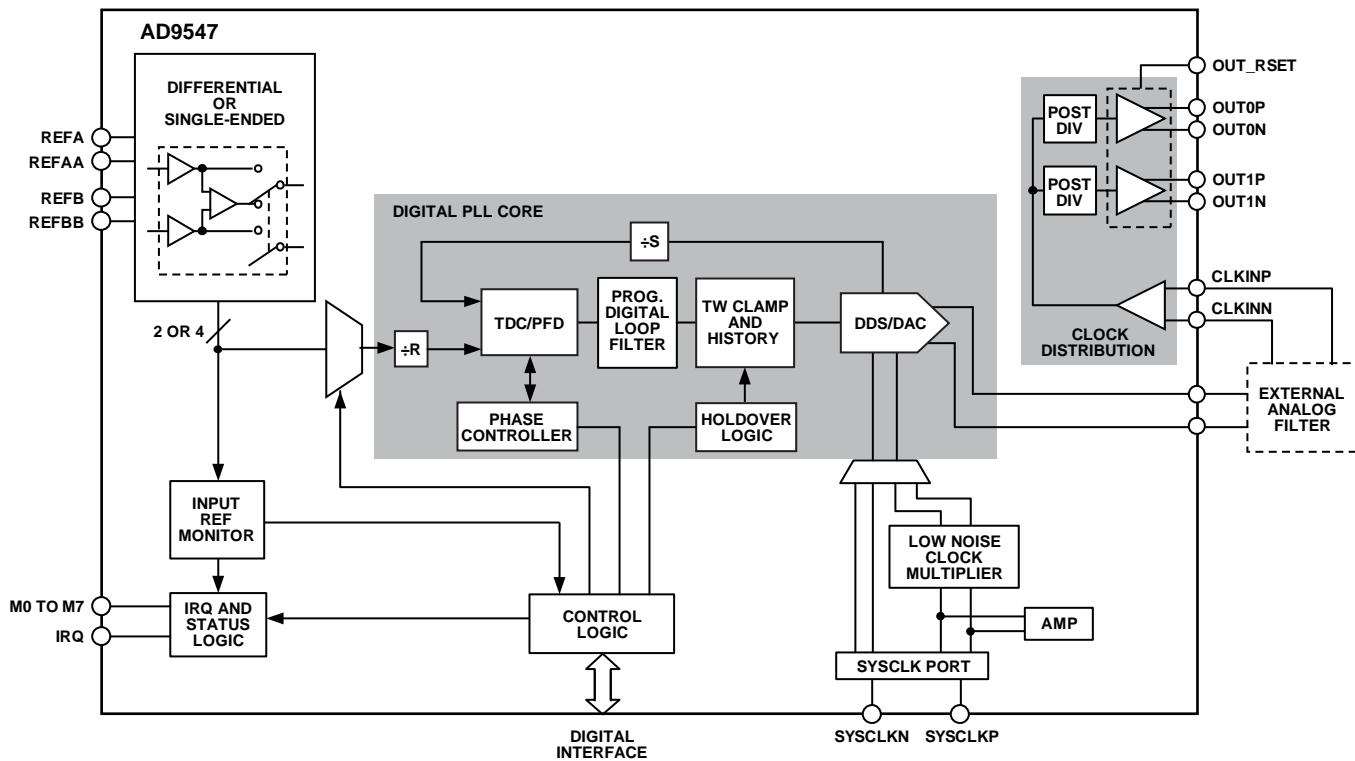 AD9547
DIFFERENTIAL
OR
SINGLE-ENDED
REFA
REFAA
REFB
REFBB
2 OR 4
DIGITAL PLL CORE
÷S
÷R
TDC/PFD
PROG.
DIGITAL
LOOP
FILTER
TW CLAMP
AND
HISTORY
DDS/DAC
PHASE
CONTROLLER
HOLDOVER
LOGIC
POST
DIV
POST
DIV
CLOCK
DISTRIBUTION
OUT_RSET
OUT0P
OUT0N
OUT1P
OUT1N
CLKINP
CLKINN
EXTERNAL
ANALOG
FILTER
INPUT
REF
MONITOR
LOW NOISE
CLOCK
MULTIPLIER
M0 TO M7
IRQ
IRQ AND
STATUS
LOGIC
CONTROL
LOGIC
AMP
SYSCLK PORT
DIGITAL
INTERFACE
SYSCLKN
SYSCLKP